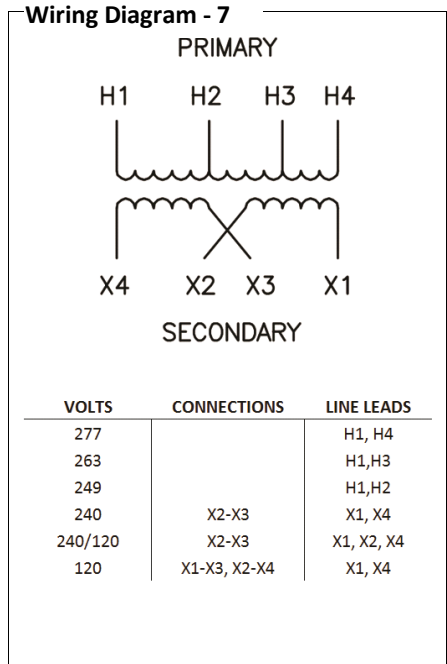 Wiring Diagram - 7
PRIMARY
H1 H2 H3 H4
X4 X2 X3 X1
SECONDARY
VOLTS CONNECTIONS LINE LEADS
277 H1, H4
263 H1,H3
249 H1,H2
240 X2-X3 X1, X4
240/120 X2-X3 X1, X2, X4
120 X1-X3, X2-X4 X1, X4